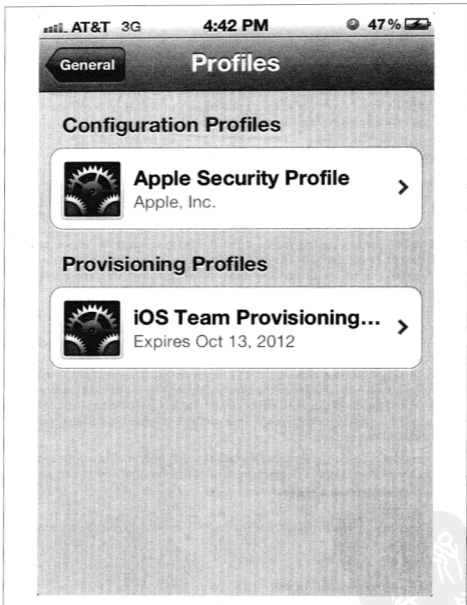 AT&T 3G 4:42 PM 47%
General Profiles
Configuration Profiles
Apple Security Profile
Apple, Inc.
Provisioning Profiles
iOS Team Provisioning...
Expires Oct 13, 2012